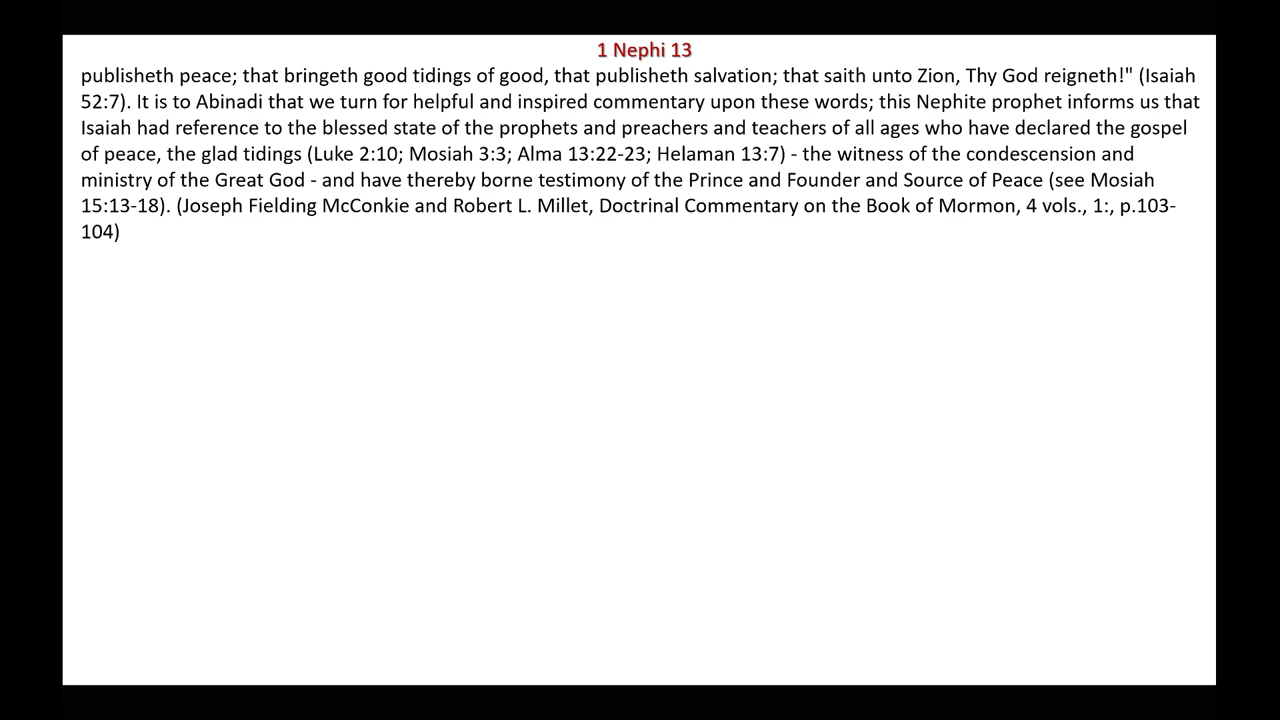 1 Nephi 13
publisheth peace; that bringeth good tidings of good, that publisheth salvation; that saith unto Zion, Thy God reigneth!" (Isaiah
52:7). It is to Abinadi that we turn for helpful and inspired commentary upon these words; this Nephite prophet informs us that
Isaiah had reference to the blessed state of the prophets and preachers and teachers of all ages who have declared the gospel
of peace, the glad tidings (Luke 2:10; Mosiah 3:3; Alma 13:22-23; Helaman 13:7) - the witness of the condescension and
ministry of the Great God - and have thereby borne testimony of the Prince and Founder and Source of Peace (see Mosiah
15:13-18). (Joseph Fielding McConkie and Robert L. Millet, Doctrinal Commentary on the Book of Mormon, 4 vols., 1:, p.103-
104)